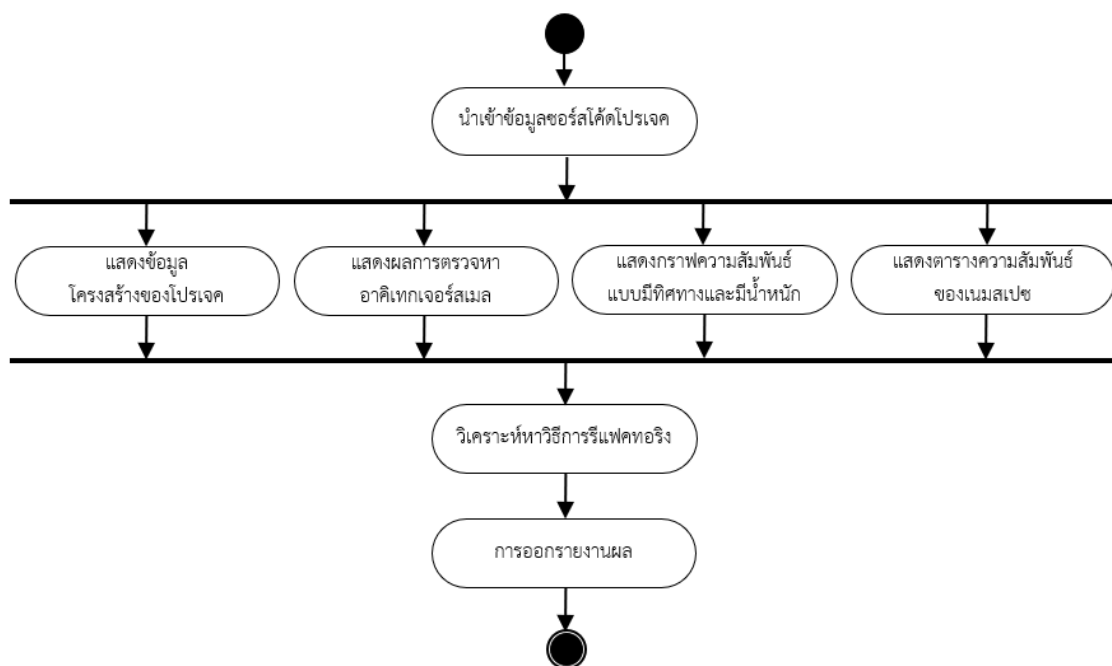 นำเข้าข้อมูลซอร์สโค้ดโปรเจค
แสดงข้อมูล
โครงสร้างของโปรเจค
แสดงผลการตรวจหา
อาคิเทกเจอร์สเมล
แสดงกราฟความสัมพันธ์
แบบมีทิศทางและมีน้ำหนัก
แสดงตารางความสัมพันธ์
ของเนมสเปซ
วิเคราะห์หาวิธีการรีแฟคทอริง
การออกรายงานผล